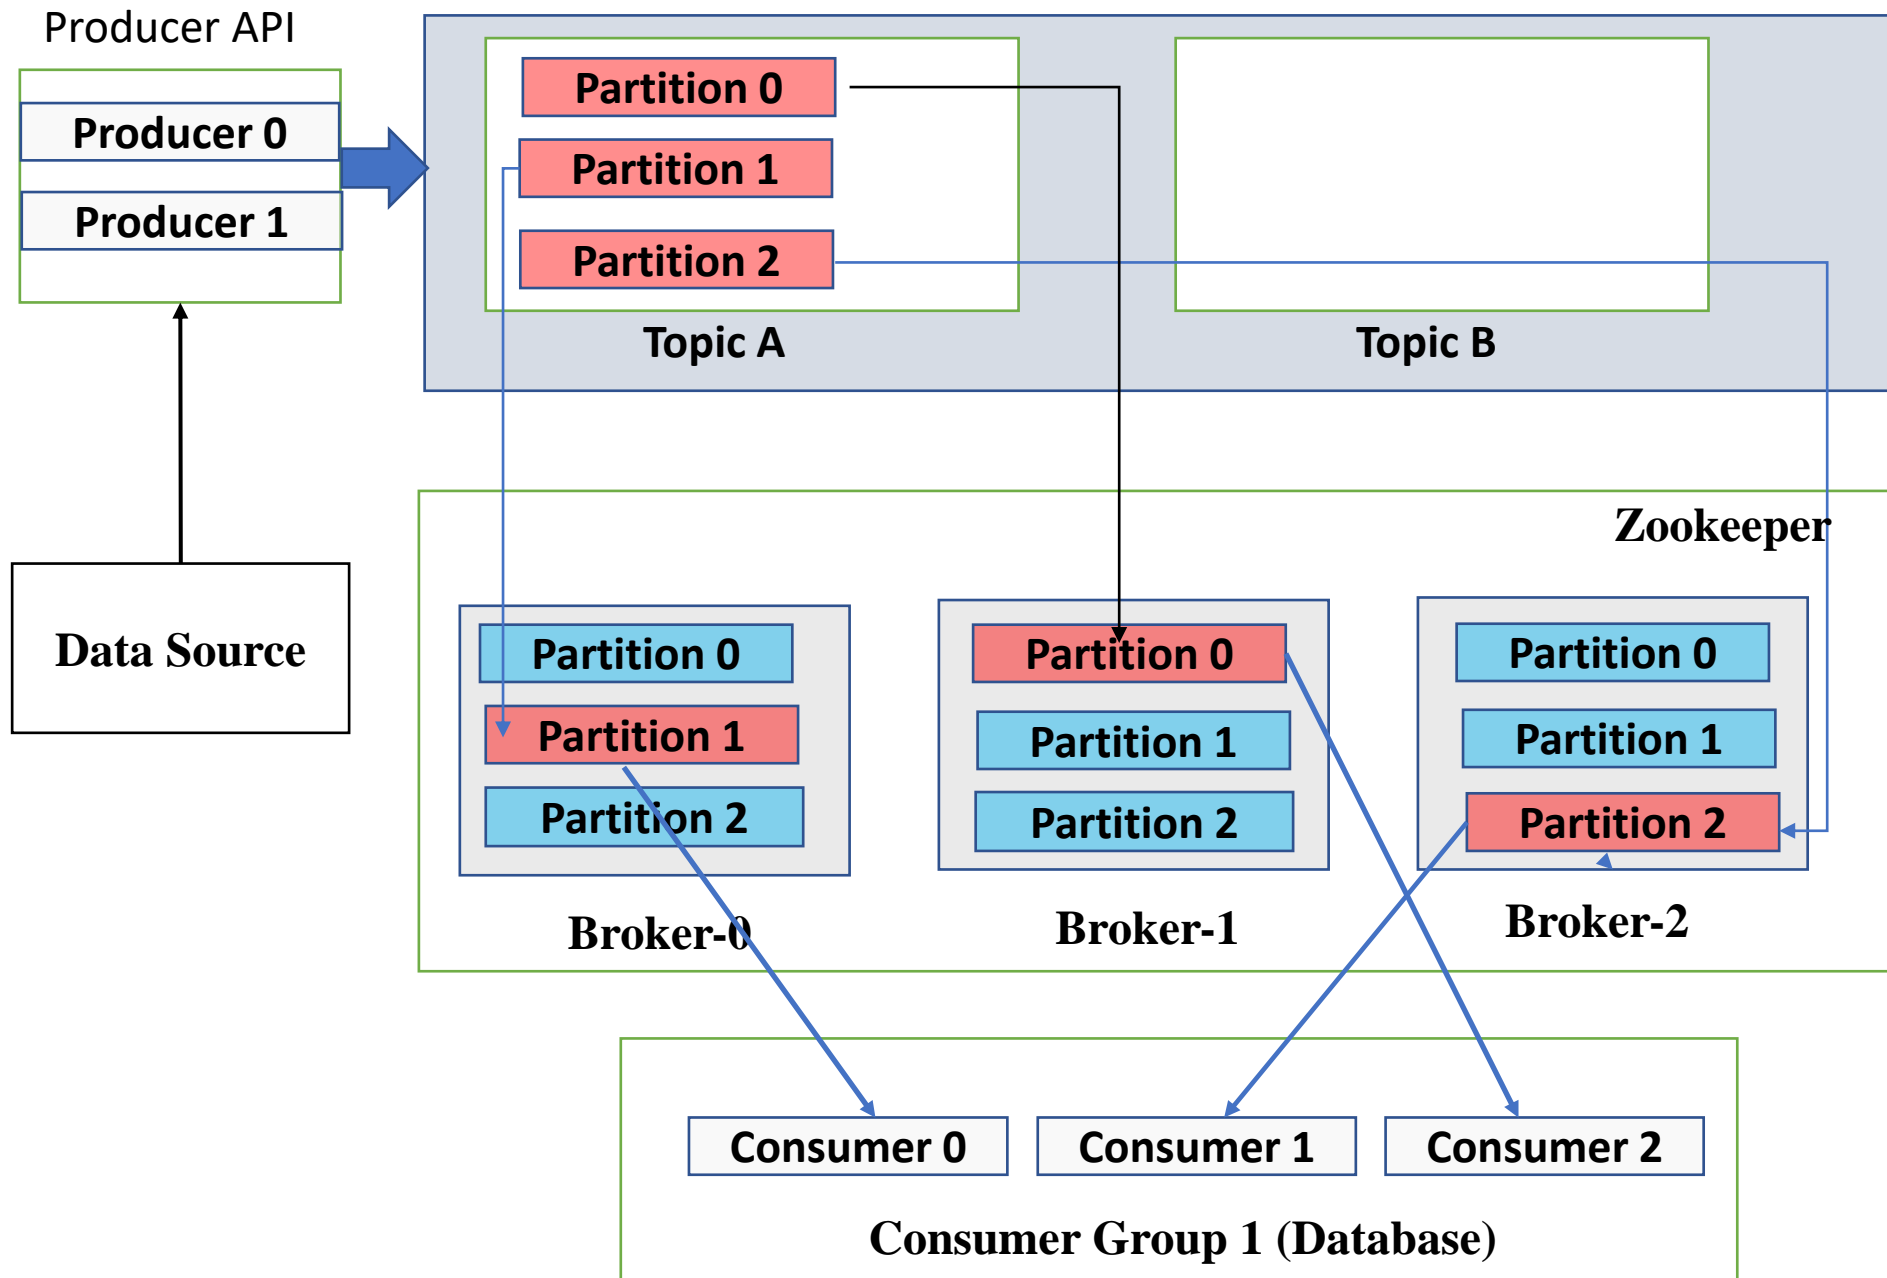 Producer API
Producer 0
Producer 1
Partition 0
Partition 1
Partition 2
Topic A
Topic B
Data Source
Zookeeper
Partition 0
Partition 1
Partition 2
Broker-0
Partition 0
Partition 1
Partition 2
Broker-1
Partition 0
Partition 1
Partition 2
Broker-2
Consumer 0
Consumer 1
Consumer 2
Consumer Group 1 (Database)